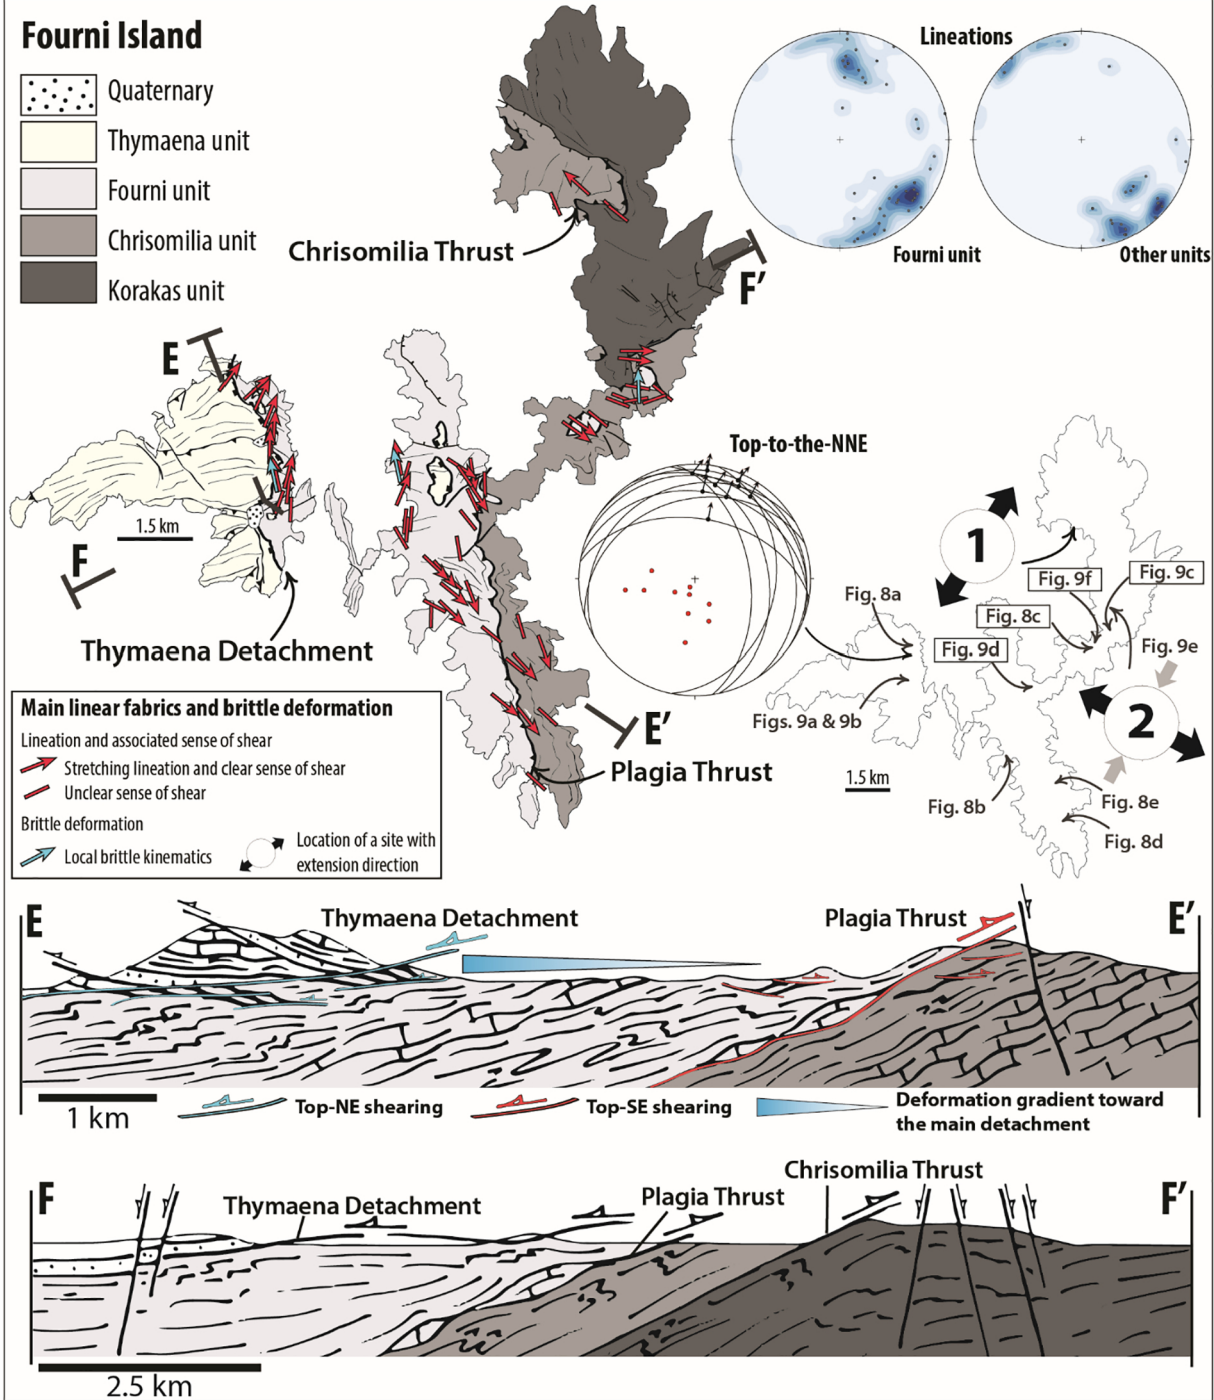 Fourni Island
Quaternary
Thymaena unit
Fourni unit
Chrisomilia unit
Korakas unit
Lineations
Fourni unit
Other units
Chrisomilia Thrust
F'
E
1.5 km
F
Thymaena Detachment
Top-to-the-NNE
E'
Plagia Thrust
1
2
Fig. 8a
Fig. 9f
Fig. 9c
Fig. 8c
Fig. 9d
Fig. 9e
Figs. 9a & 9b
1.5 km
Fig. 8b
Fig. 8e
Fig. 8d
Main linear fabrics and brittle deformation
Lineation and associated sense of shear
Stretching lineation and clear sense of shear
Unclear sense of shear
Brittle deformation
Local brittle kinematics
Location of a site with
extension direction
E
Thymaena Detachment
Plagia Thrust
E'
1 km
Top-NE shearing
Top-SE shearing
Deformation gradient toward
the main detachment
F
Thymaena Detachment
Plagia Thrust
Chrisomilia Thrust
F'
2.5 km